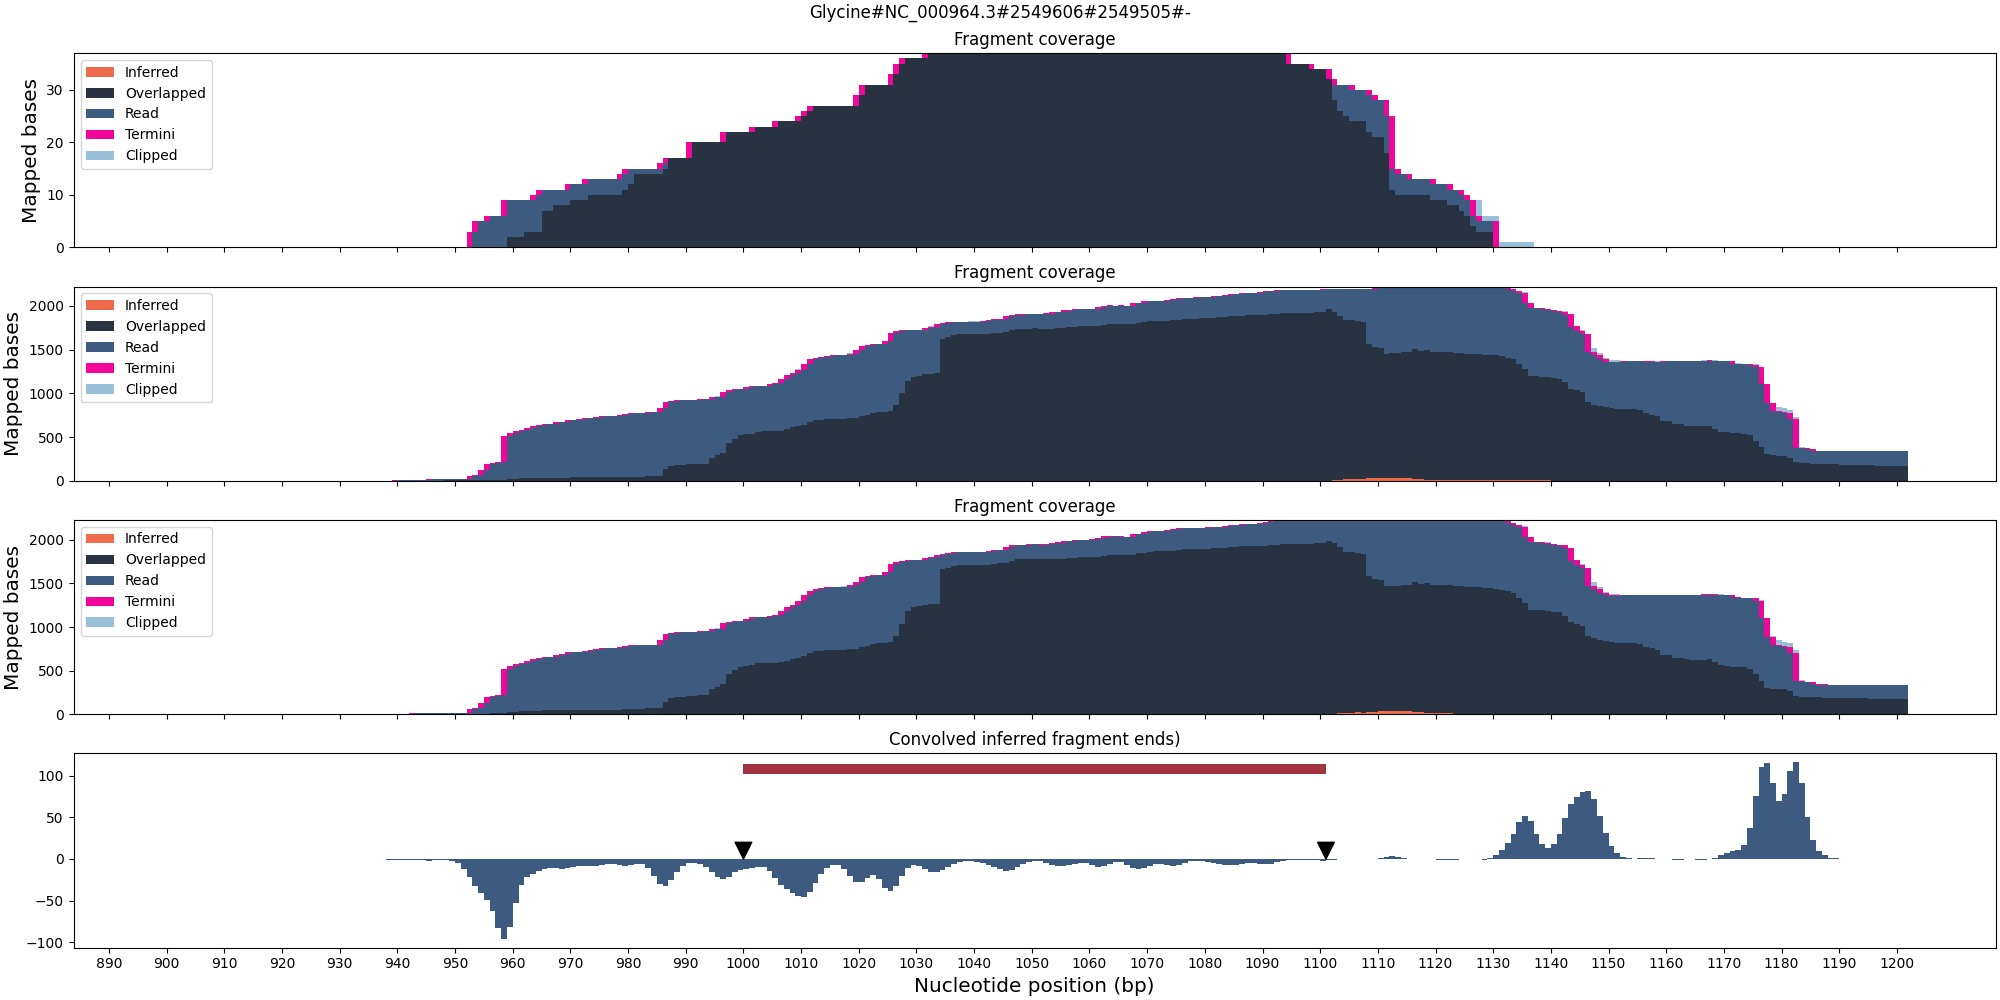 Glycine#NC_000964.3#2549606#2549505#-
Fragment coverage
Mapped bases
30
20
10
0
Inferred
Overlapped
Read
Termini
Clipped
Fragment coverage
Mapped bases
2000
1500
1000
500
0
Inferred
Overlapped
Read
Termini
Clipped
Fragment coverage
Mapped bases
2000
1500
1000
500
0
Inferred
Overlapped
Read
Termini
Clipped
Convolved inferred fragment ends)
100
50
0
−50
−100
890 900 910 920 930 940 950 960 970 980 990 1000 1010 1020 1030 1040 1050 1060 1070 1080 1090 1100 1110 1120 1130 1140 1150 1160 1170 1180 1190 1200
Nucleotide position (bp)